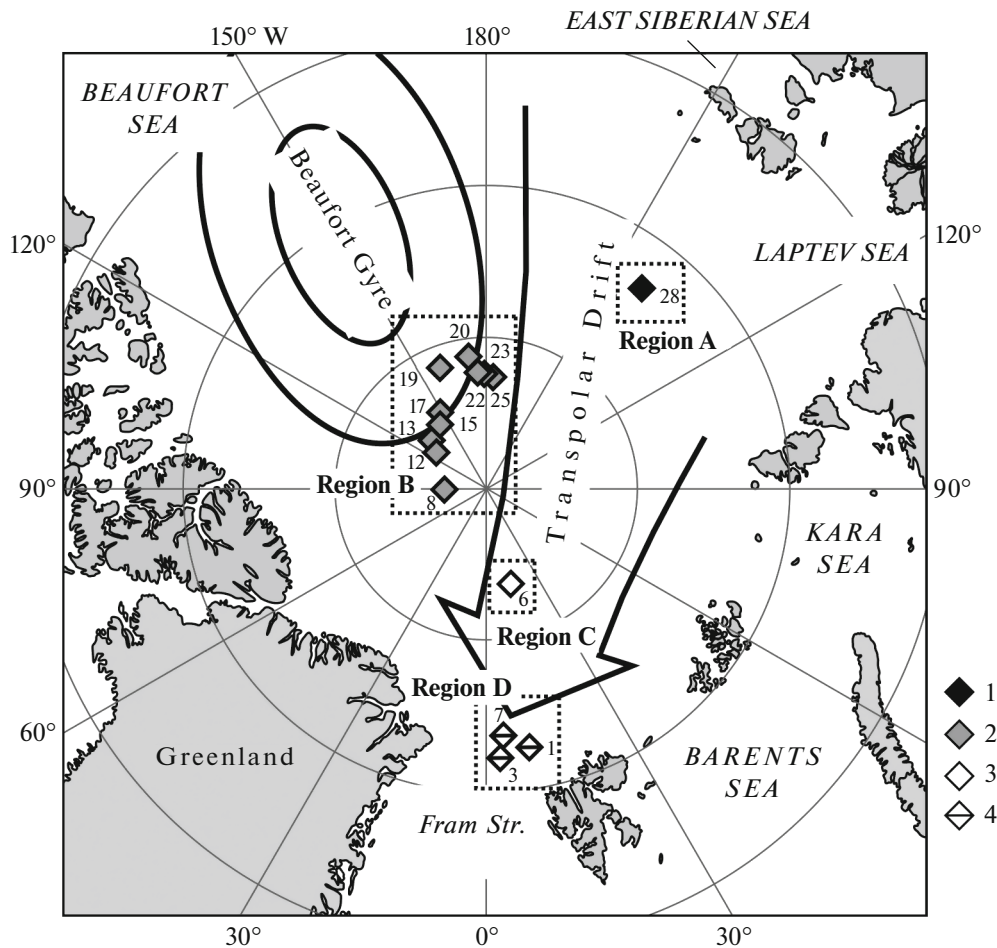 EAST SIBERIAN SEA
150° W
180°
BEAUFORT
SEA
Beaufort Gyre
120°
120°
LAPTEV SEA
Transpolar Drift
28
Region A
20
23
19
22
25
17
15
13
12
Region B
8
90°
90°
KARA
SEA
6
Region C
Region D
7
1
3
60°
Greenland
BARENTS
SEA
Fram Str.
1
2
3
4
30°
0°
30°